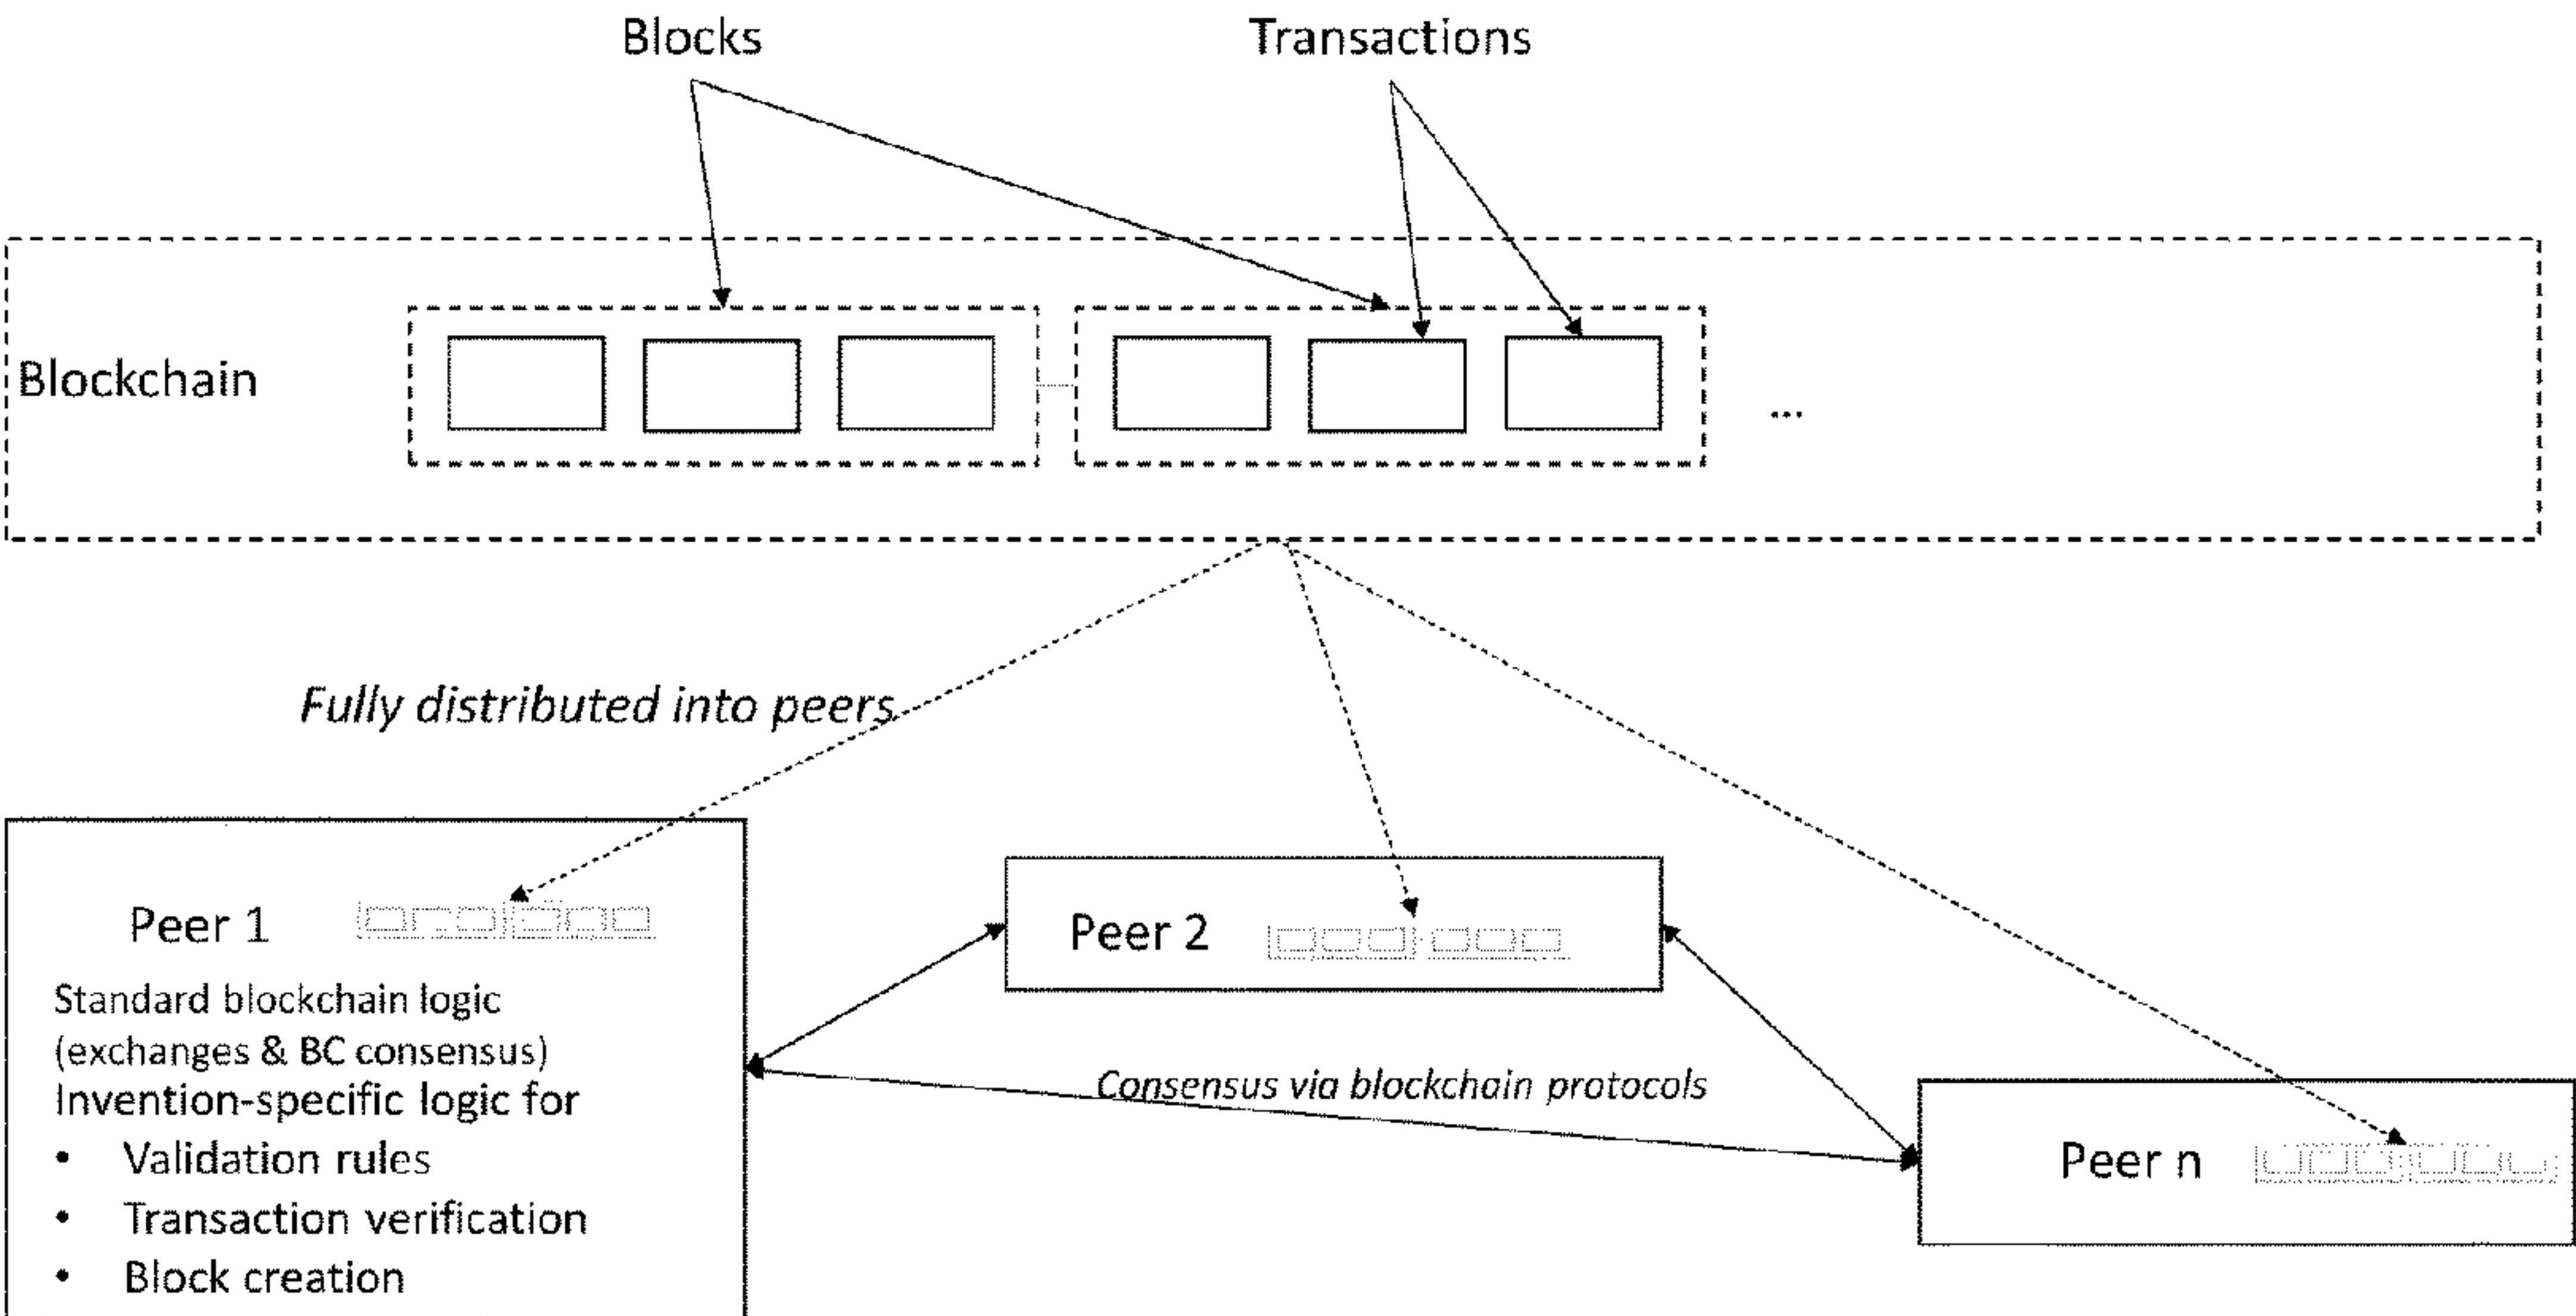 Blocks
Transactions
Blockchain
...
Fully distributed into peers
Peer 1
Standard blockchain logic
(exchanges & BC consensus)
Invention-specific logic for
• Validation rules
• Transaction verification
• Block creation
Peer 2
Consensus via blockchain protocols
Peer n